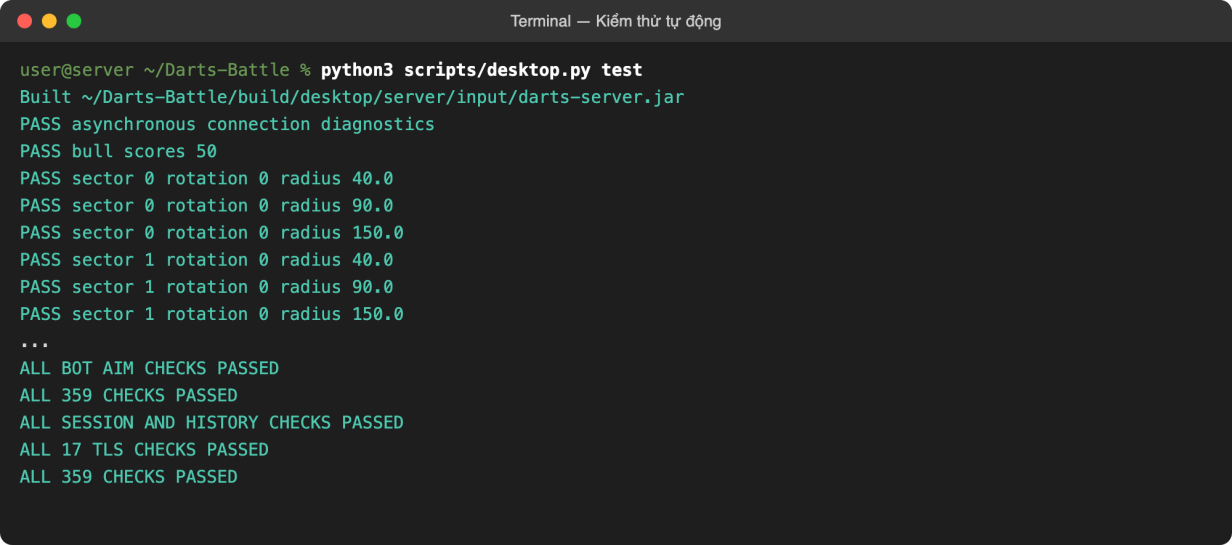 Terminal — Kiểm thử tự động
user@server ~/Darts-Battle % python3 scripts/desktop.py test
Built ~/Darts-Battle/build/desktop/server/input/darts-server.jar
PASS asynchronous connection diagnostics
PASS bull scores 50
PASS sector 0 rotation 0 radius 40.0
PASS sector 0 rotation 0 radius 90.0
PASS sector 0 rotation 0 radius 150.0
PASS sector 1 rotation 0 radius 40.0
PASS sector 1 rotation 0 radius 90.0
PASS sector 1 rotation 0 radius 150.0
...
ALL BOT AIM CHECKS PASSED
ALL 359 CHECKS PASSED
ALL SESSION AND HISTORY CHECKS PASSED
ALL 17 TLS CHECKS PASSED
ALL 359 CHECKS PASSED